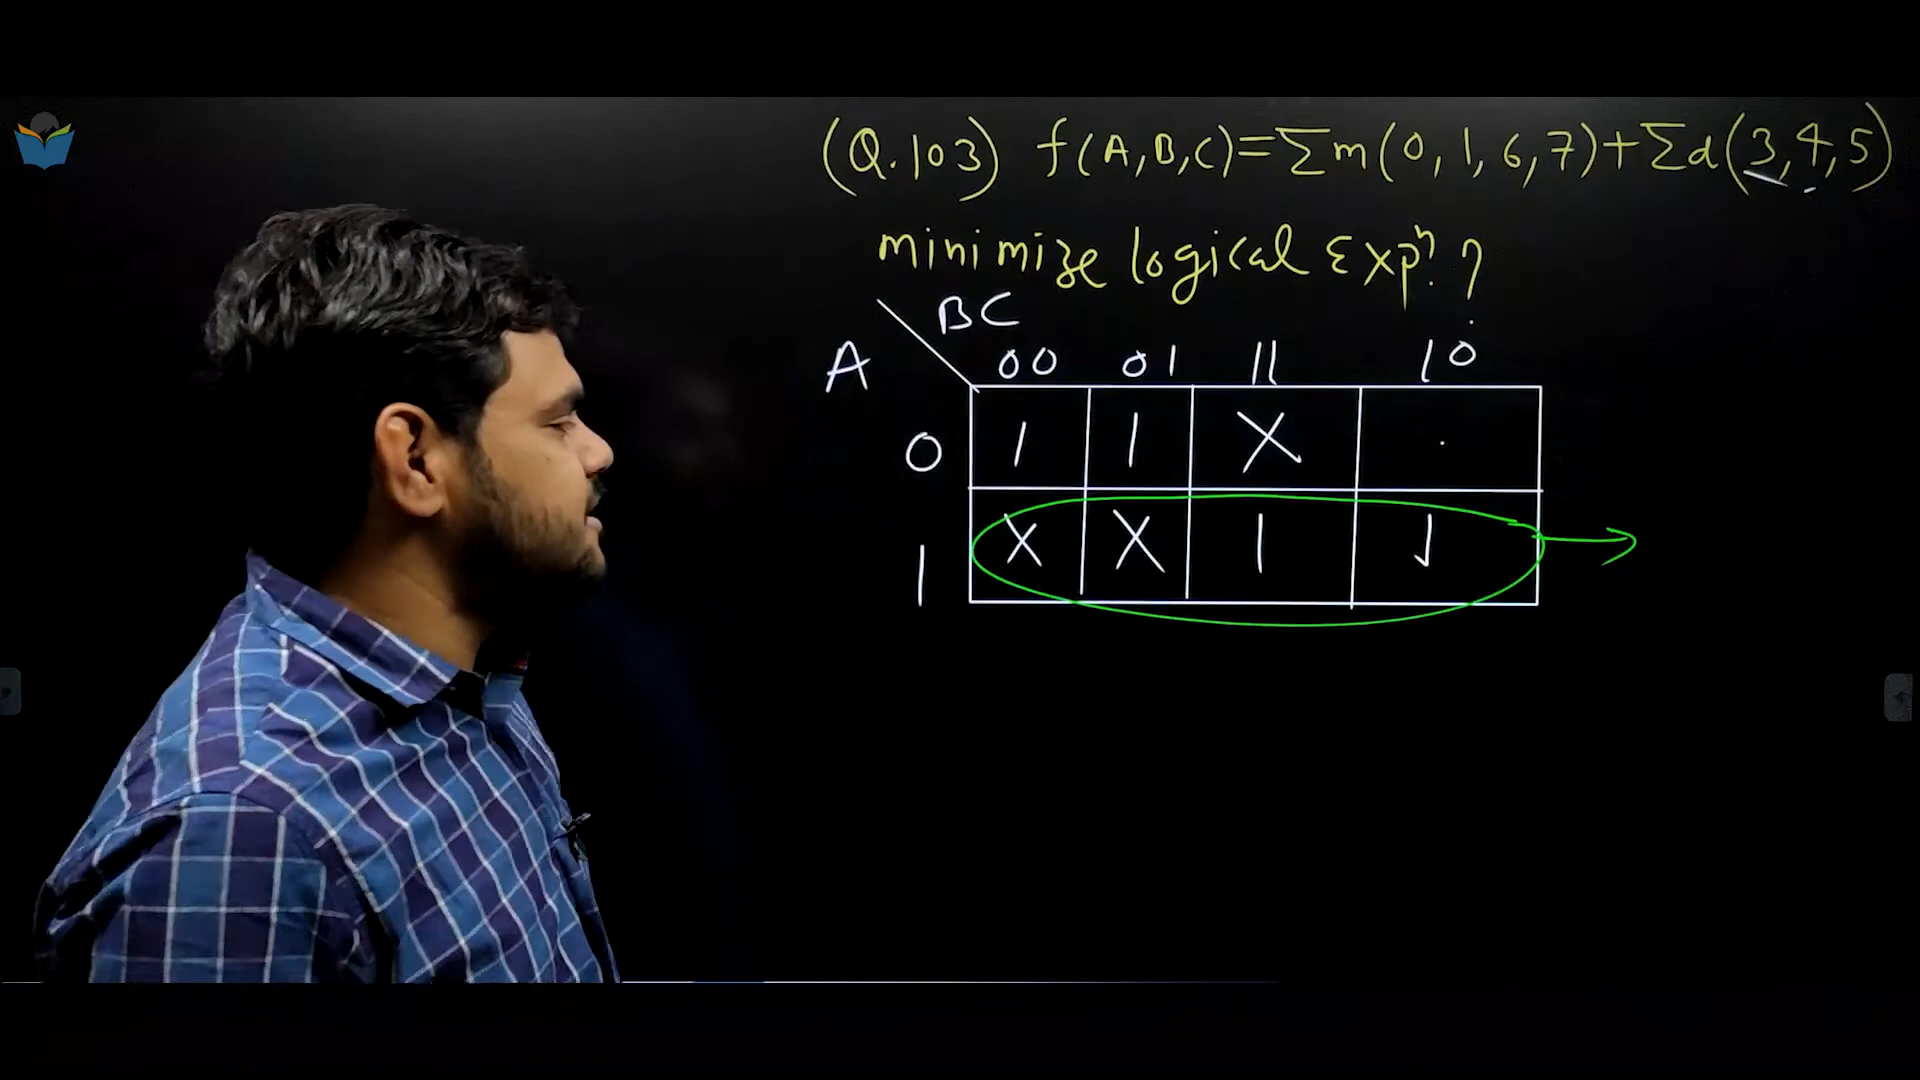 (Q.103) f(A,B,C)=Σm(0,1,6,7)+Σd(3,4,5)
minimize logical Expⁿ.?
BC
A 00 01 11 10
0 1 1 X
1 X X 1 1